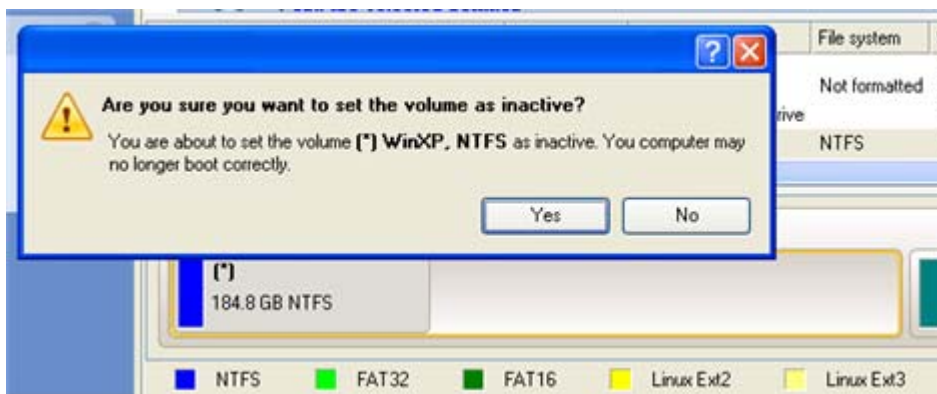 File system
Not formatted
rive
NTFS
Are you sure you want to set the volume as inactive?
You are about to set the volume (*) WinXP, NTFS as inactive. You computer may
no longer boot correctly.
Yes No
(*)
184.8 GB NTFS
NTFS FAT32 FAT16 Linux Ext2 Linux Ext3